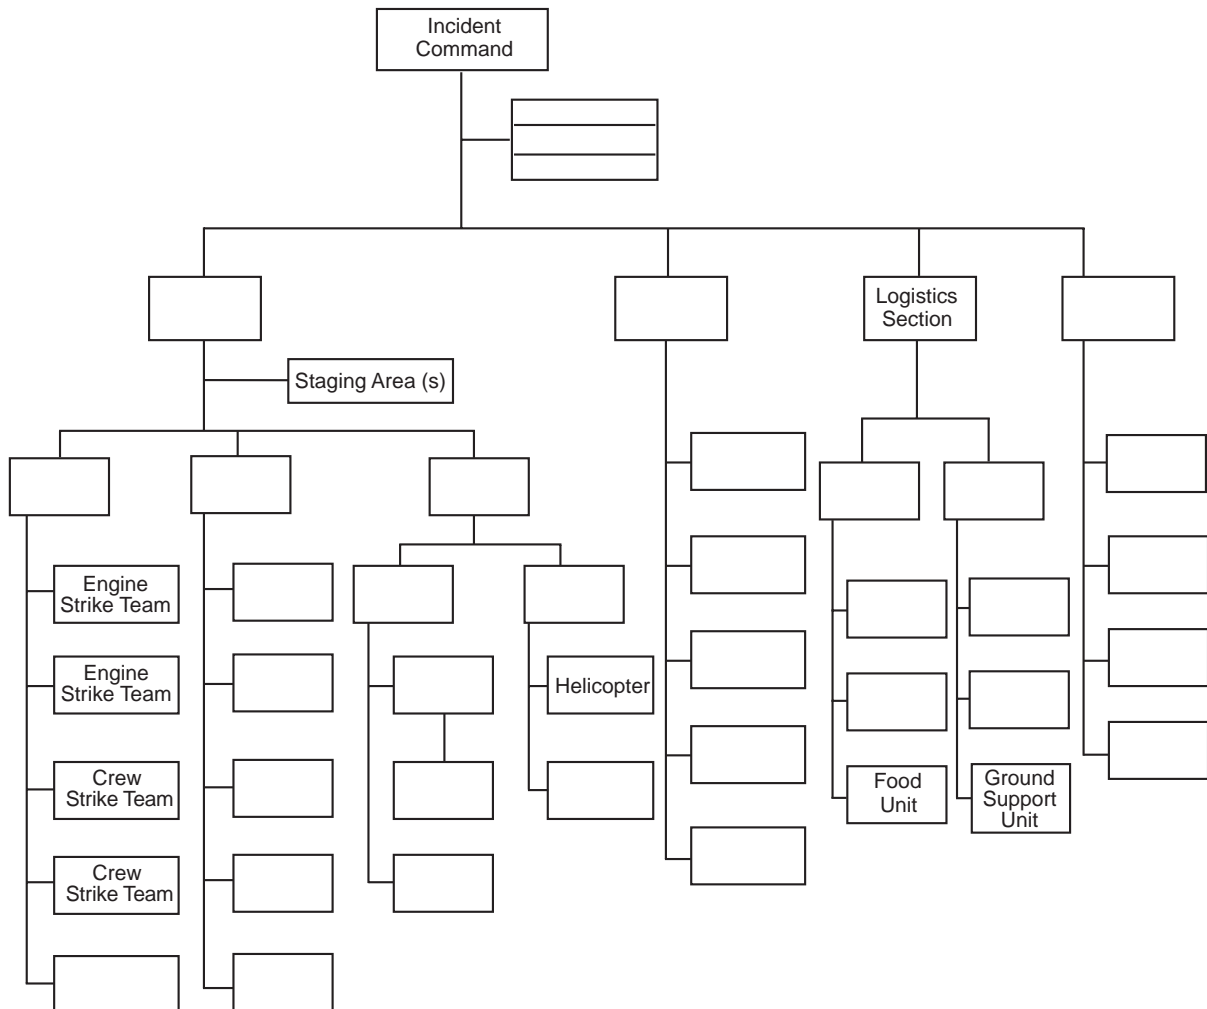 Incident
Command
Logistics
Section
Staging Area (s)
Engine
Strike Team
Engine
Strike Team
Helicopter
Crew
Strike Team
Food
Unit
Ground
Support
Unit
Crew
Strike Team